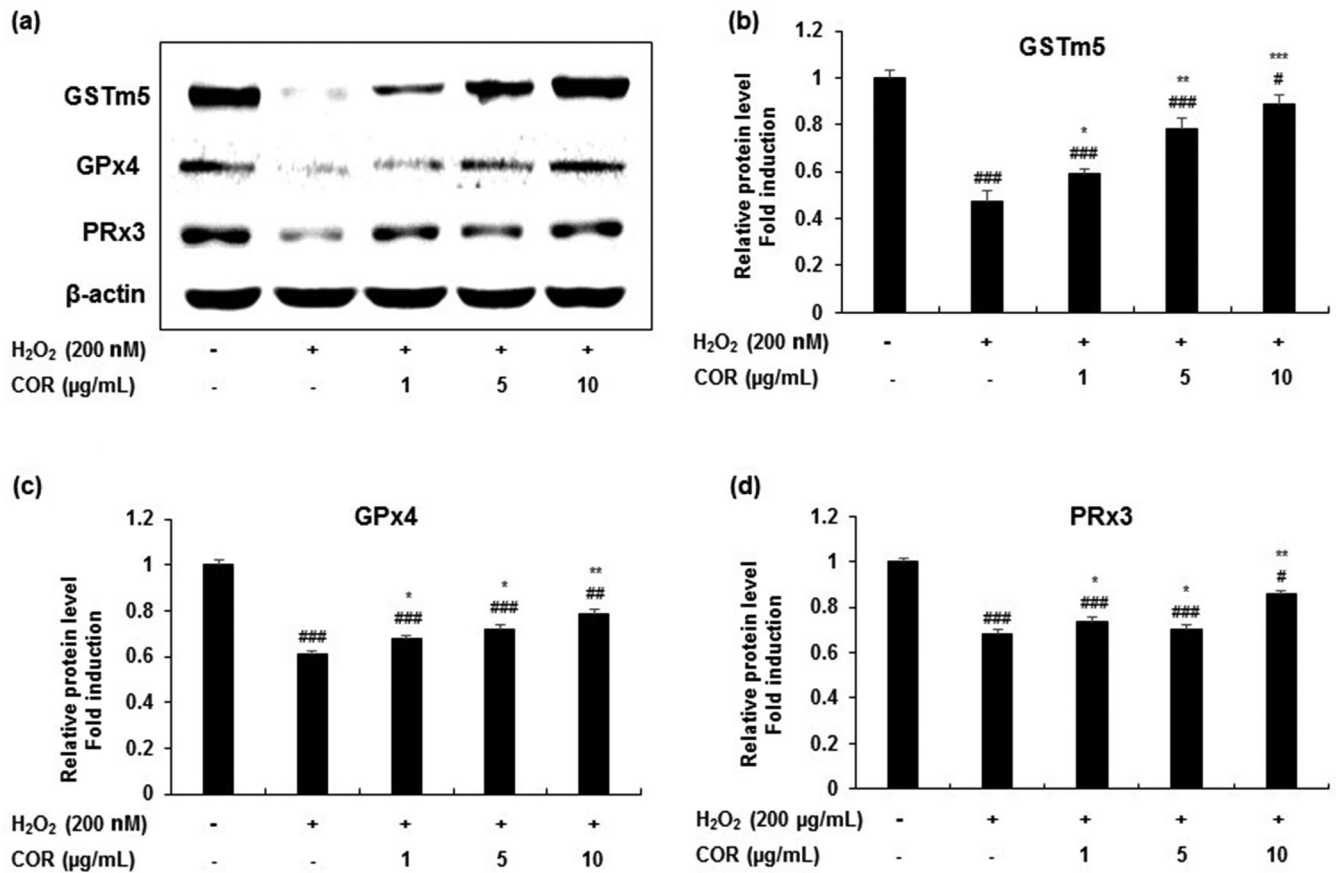 (a)
GSTm5
GPx4
PRx3
β-actin
H₂O₂ (200 nM) - + + + +
COR (μg/mL) - - 1 5 10
(b)
GSTm5
Relative protein level
Fold induction
1.2
1
0.8
0.6
0.4
0.2
0
###
*
###
**
###
***
#
H₂O₂ (200 nM) - + + + +
COR (μg/mL) - - 1 5 10
(c)
GPx4
Relative protein level
Fold induction
1.2
1
0.8
0.6
0.4
0.2
0
###
*
###
*
###
**
##
H₂O₂ (200 nM) - + + + +
COR (μg/mL) - - 1 5 10
(d)
PRx3
Relative protein level
Fold induction
1.2
1
0.8
0.6
0.4
0.2
0
###
*
###
*
###
**
#
H₂O₂ (200 μg/mL) - + + + +
COR (μg/mL) - - 1 5 10